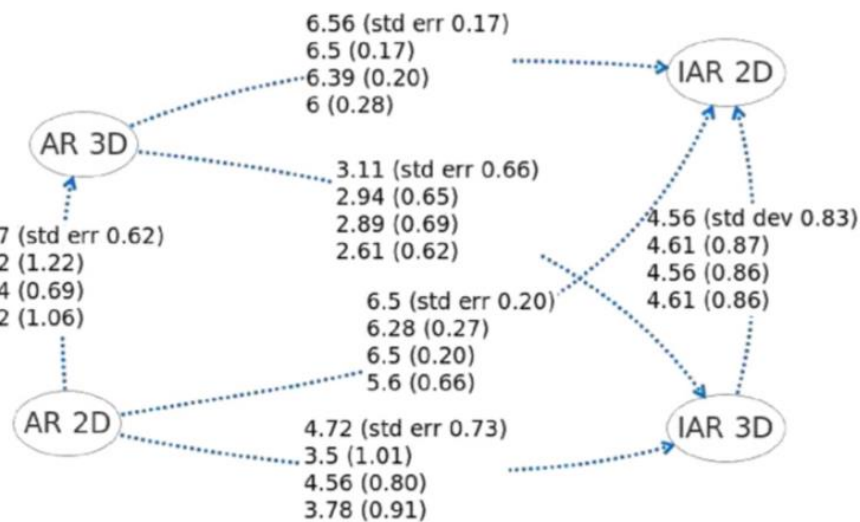 6.56 (std err 0.17)
6.5 (0.17)
6.39 (0.20)
6 (0.28)
IAR 2D
AR 3D
3.11 (std err 0.66)
2.94 (0.65)
2.89 (0.69)
2.61 (0.62)
7 (std err 0.62)
2 (1.22)
4 (0.69)
2 (1.06)
4.56 (std dev 0.83)
4.61 (0.87)
4.56 (0.86)
4.61 (0.86)
6.5 (std err 0.20)
6.28 (0.27)
6.5 (0.20)
5.6 (0.66)
AR 2D
IAR 3D
4.72 (std err 0.73)
3.5 (1.01)
4.56 (0.80)
3.78 (0.91)